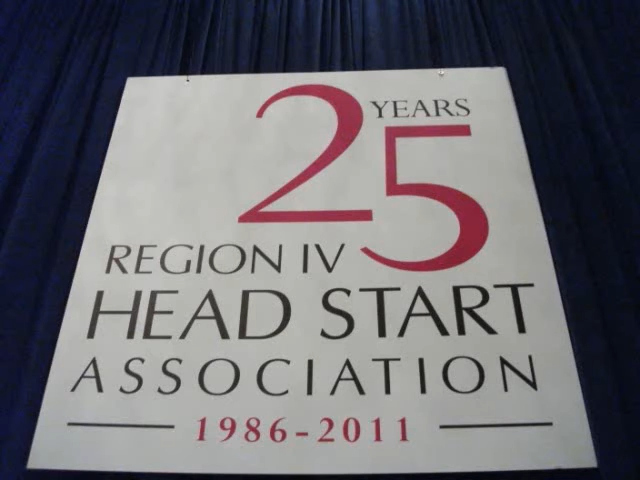 25 YEARS
REGION IV
HEAD START
ASSOCIATION
1986-2011